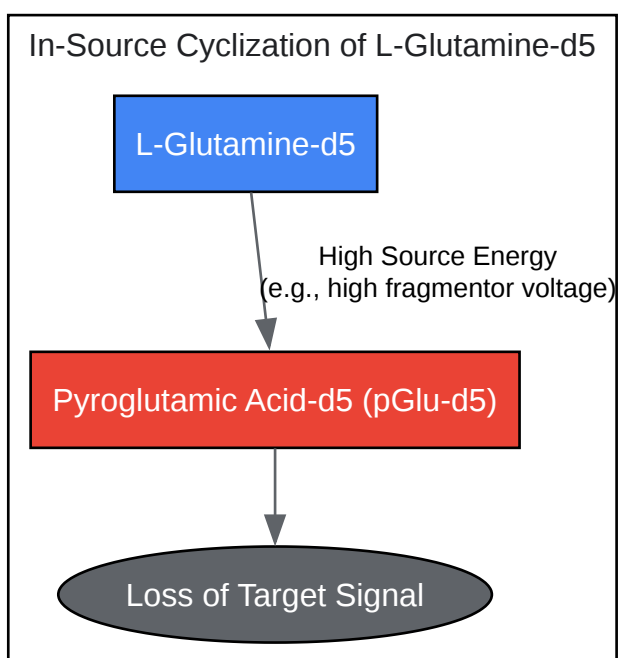 In-Source Cyclization of L-Glutamine-d5
L-Glutamine-d5
High Source Energy
(e.g., high fragmentor voltage)
Pyroglutamic Acid-d5 (pGlu-d5)
Loss of Target Signal